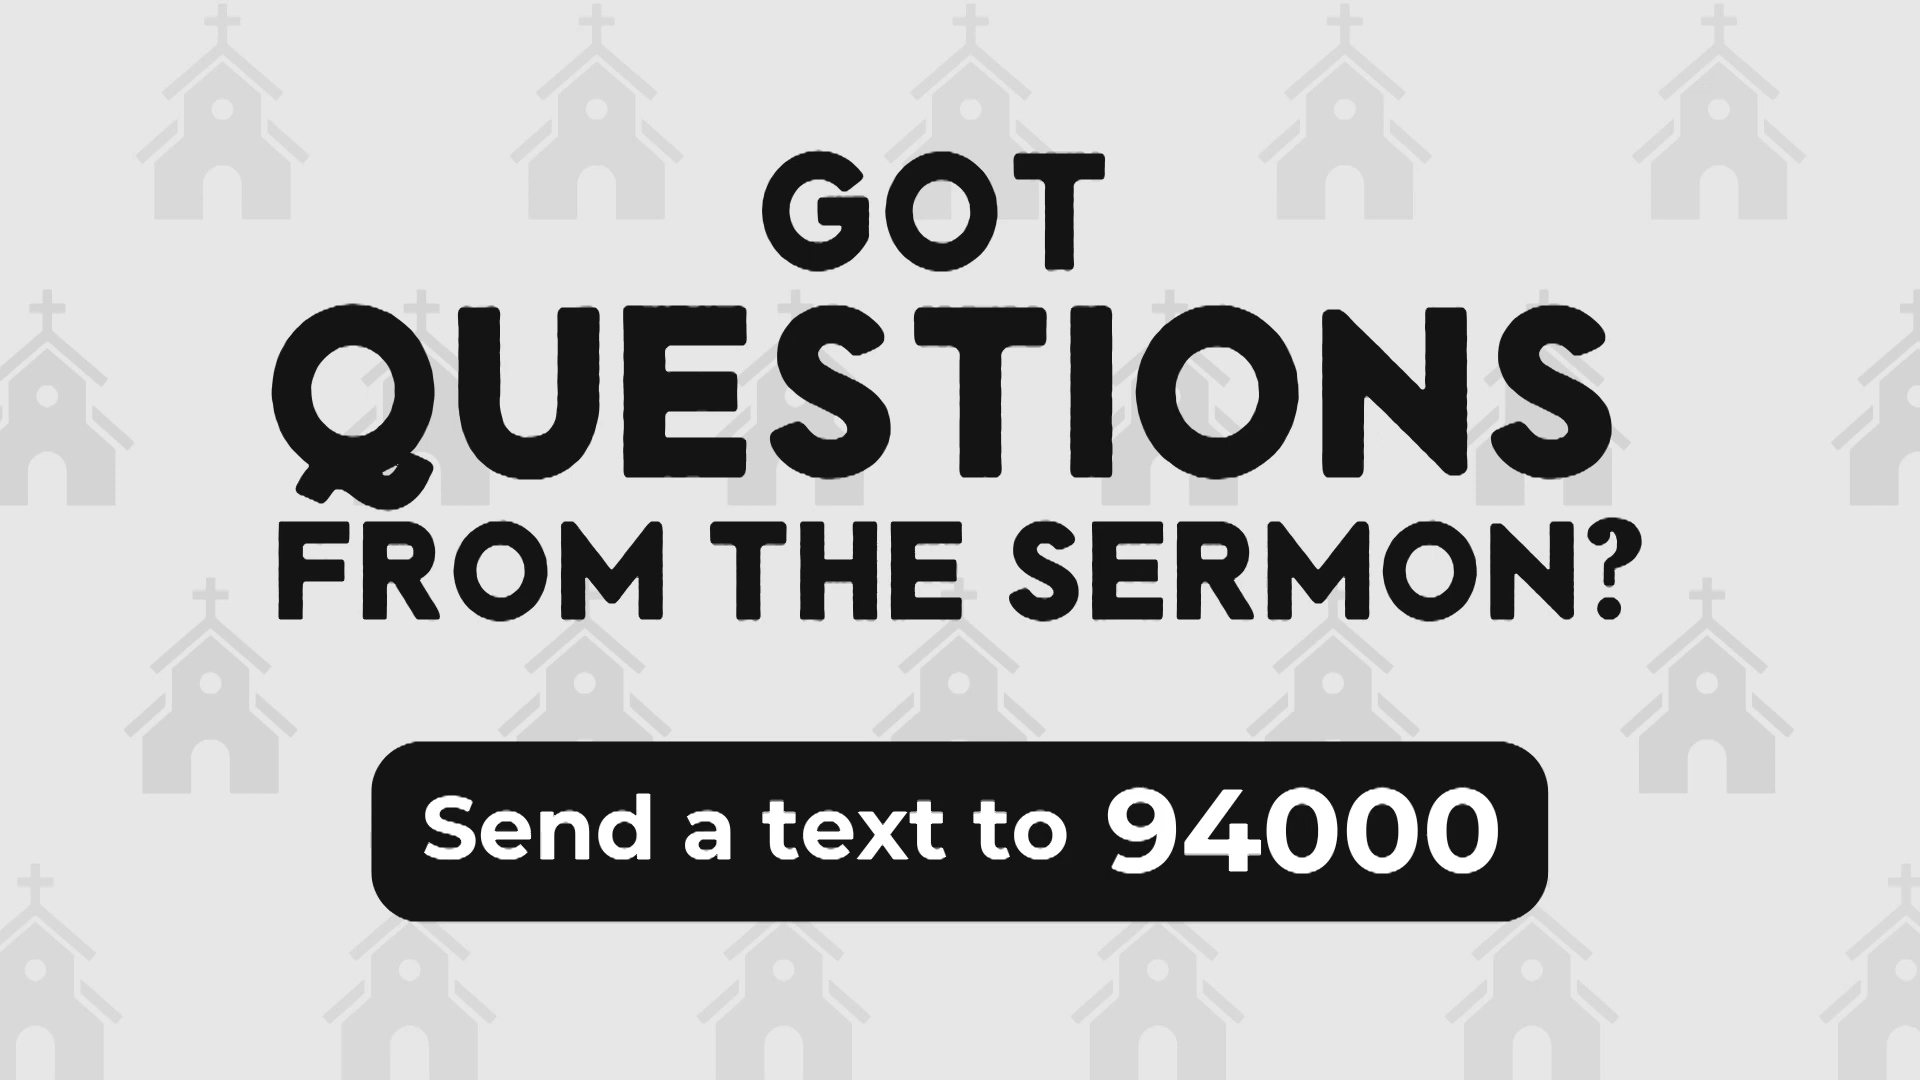 GOT
QUESTIONS
FROM THE SERMON?
Send a text to 94000